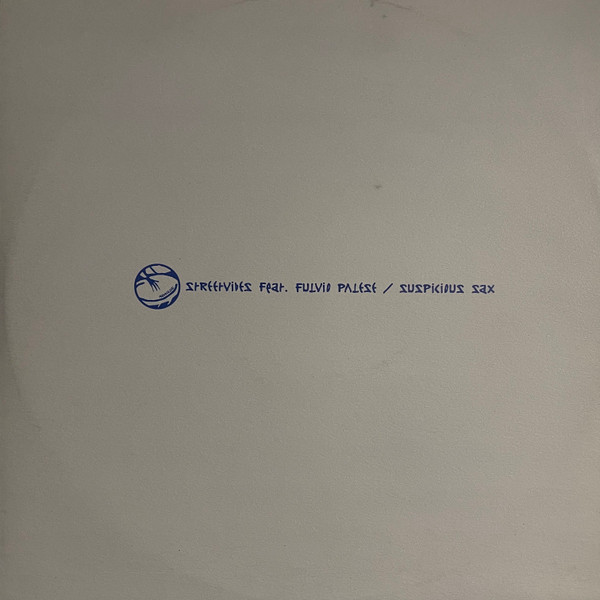 STREETVIBES FEAT. FULVIO PALESE / SUSPICIOUS SAX